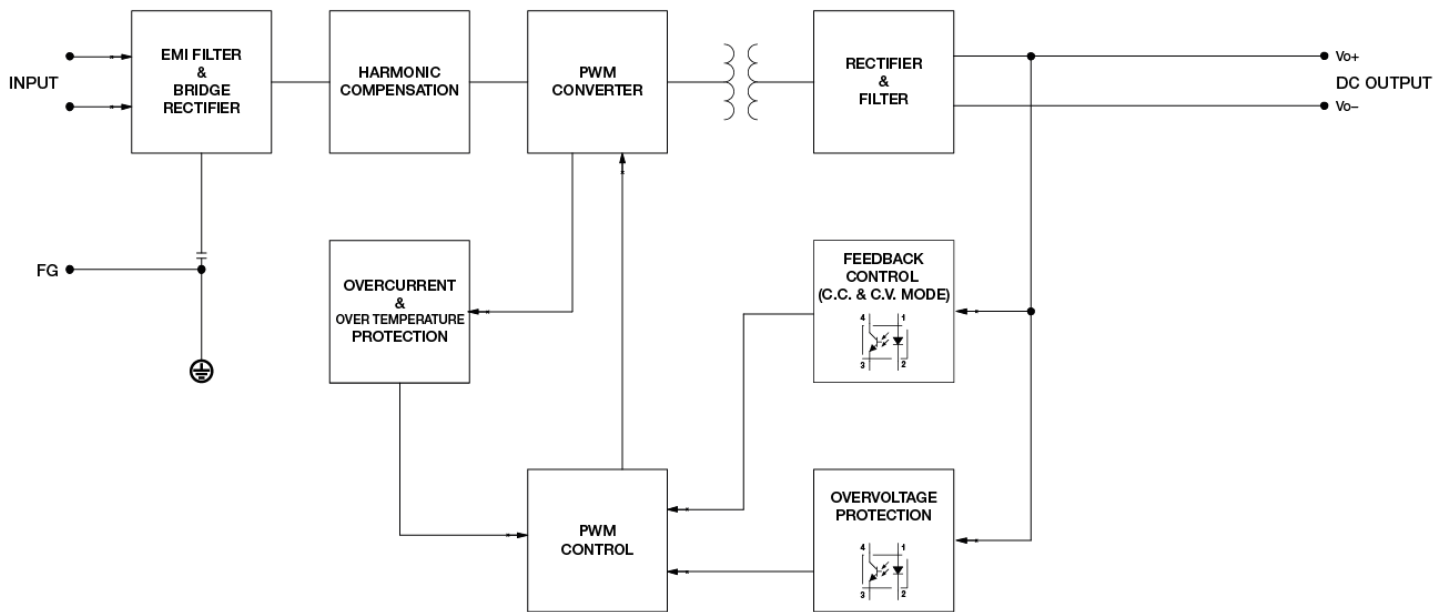 INPUT
EMI FILTER
&
BRIDGE
RECTIFIER
HARMONIC
COMPENSATION
PWM
CONVERTER
RECTIFIER
&
FILTER
Vo+
DC OUTPUT
Vo−
FG
OVERCURRENT
&
OVER TEMPERATURE
PROTECTION
FEEDBACK
CONTROL
(C.C. & C.V. MODE)
4 1
3 2
PWM
CONTROL
OVERVOLTAGE
PROTECTION
4 1
3 2